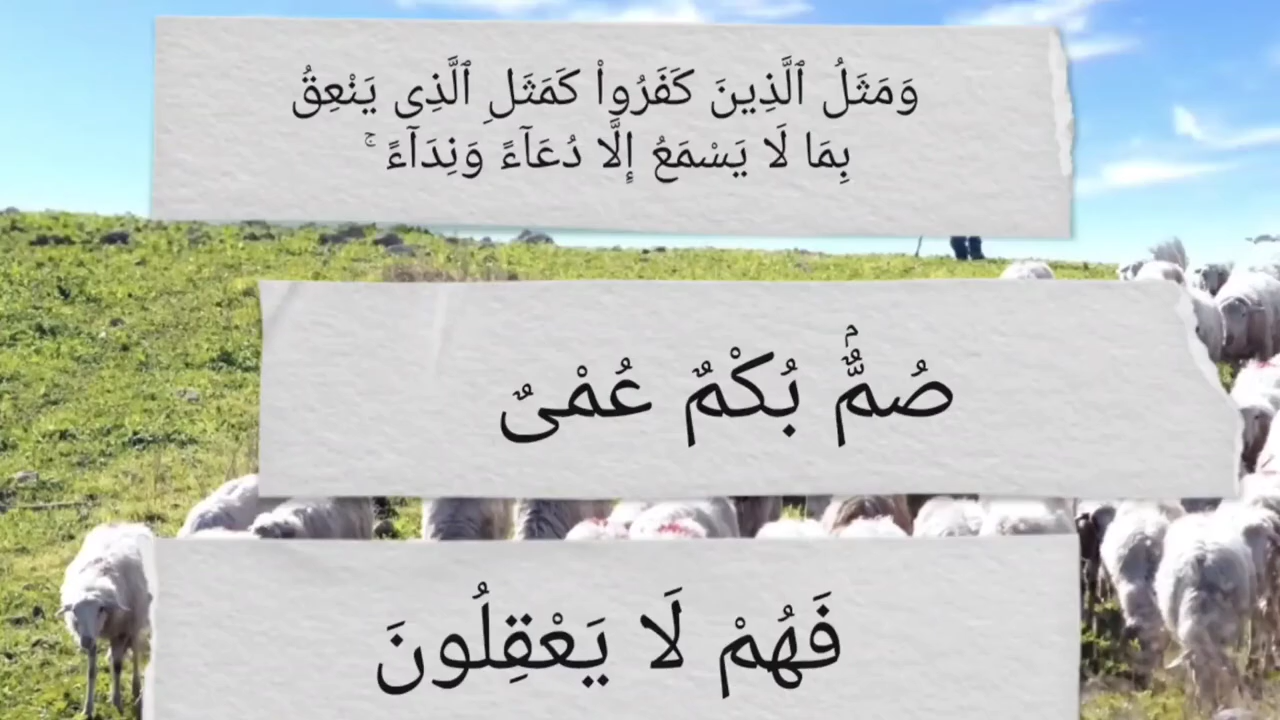 وَمَثَلُ ٱلَّذِينَ كَفَرُوا۟ كَمَثَلِ ٱلَّذِى يَنْعِقُ
بِمَا لَا يَسْمَعُ إِلَّا دُعَآءً وَنِدَآءً ۚ
صُمٌّۢ بُكْمٌ عُمْىٌ
فَهُمْ لَا يَعْقِلُونَ